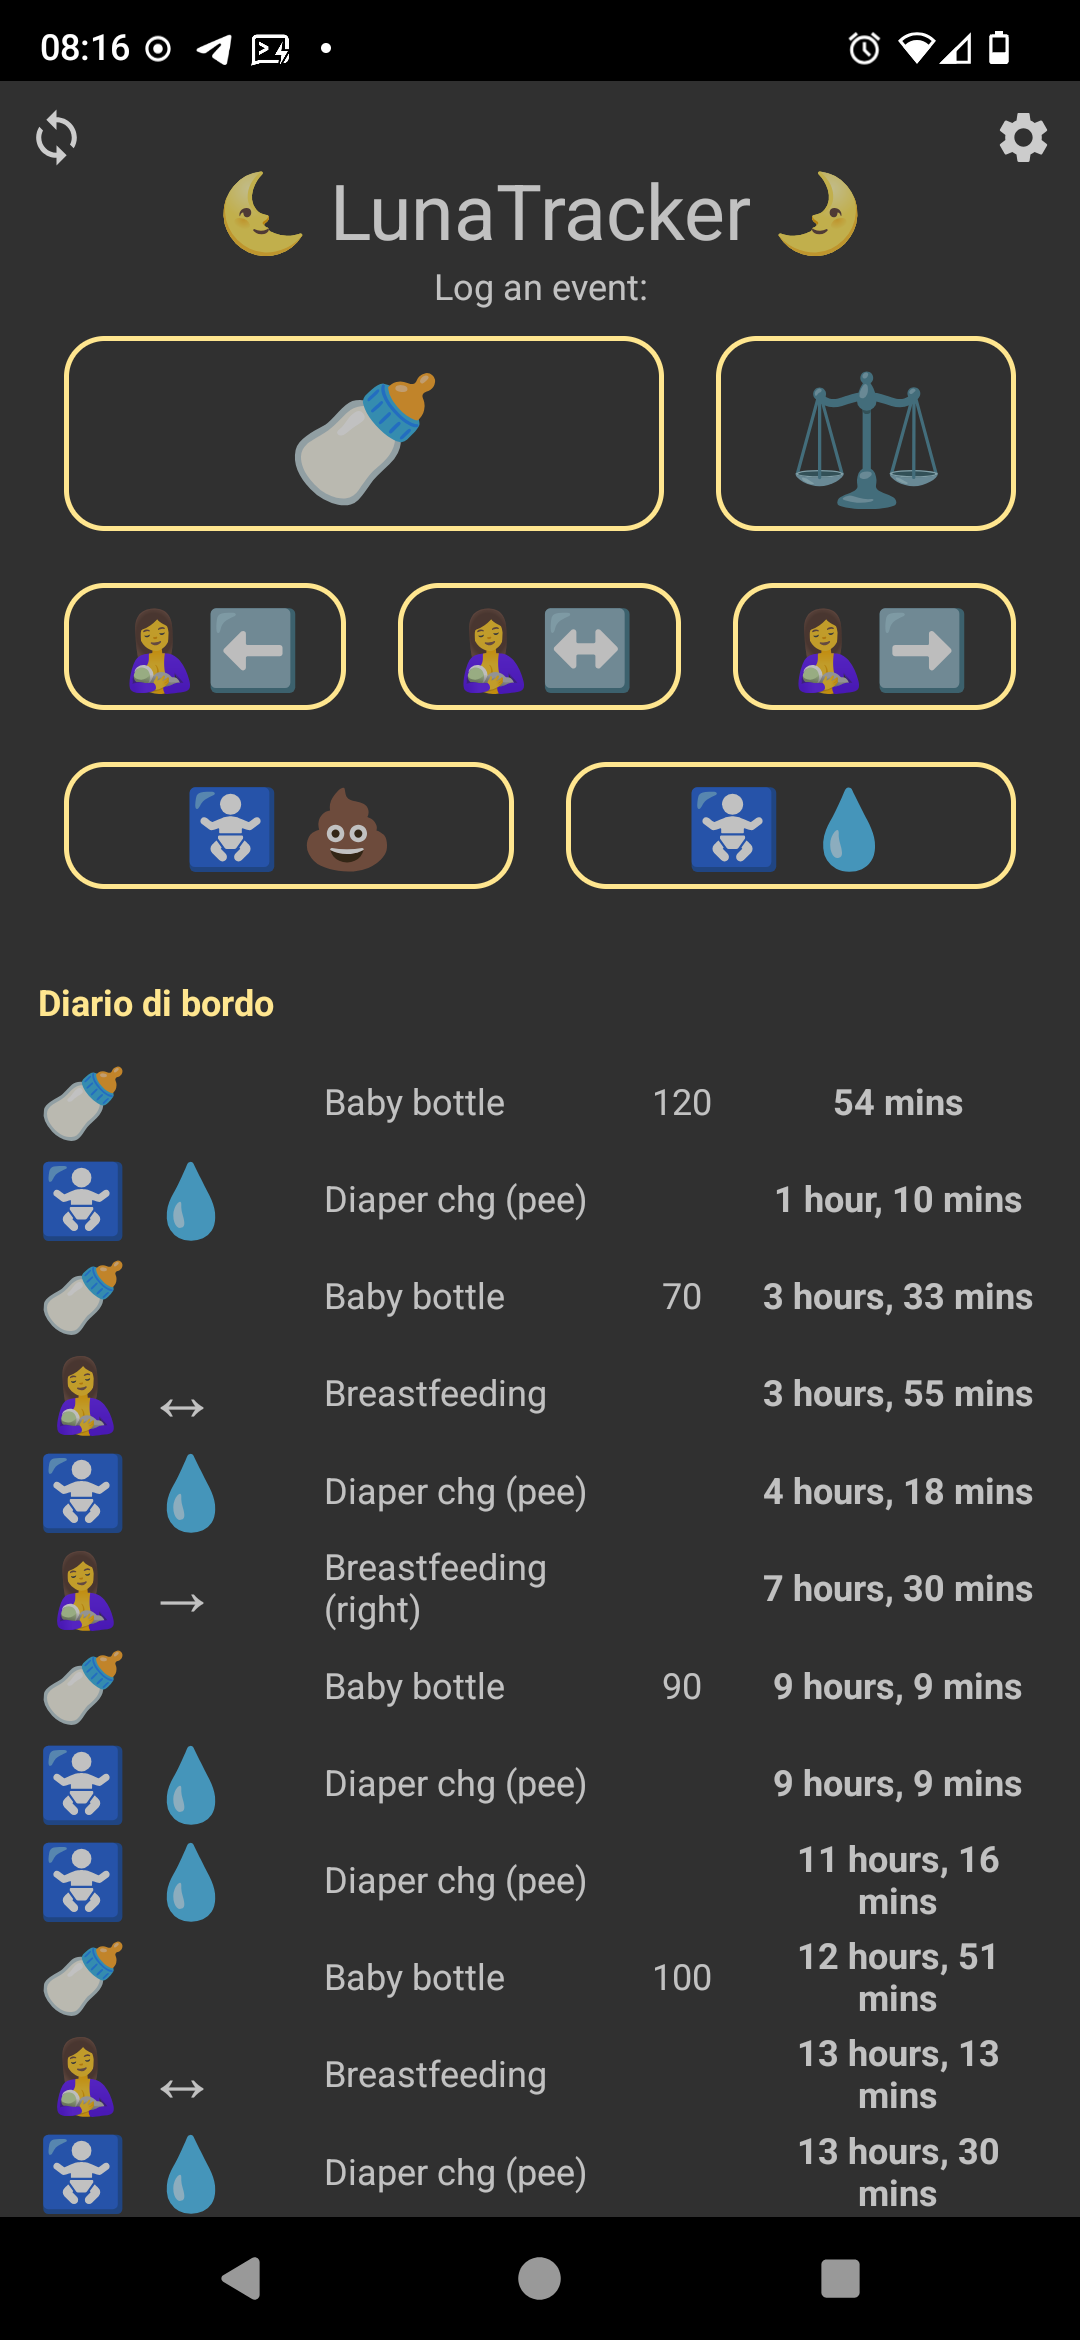 08:16
LunaTracker
Log an event:
Diario di bordo
Baby bottle 120 54 mins
Diaper chg (pee) 1 hour, 10 mins
Baby bottle 70 3 hours, 33 mins
Breastfeeding 3 hours, 55 mins
Diaper chg (pee) 4 hours, 18 mins
Breastfeeding
(right) 7 hours, 30 mins
Baby bottle 90 9 hours, 9 mins
Diaper chg (pee) 9 hours, 9 mins
Diaper chg (pee) 11 hours, 16
mins
Baby bottle 100 12 hours, 51
mins
Breastfeeding 13 hours, 13
mins
Diaper chg (pee) 13 hours, 30
mins